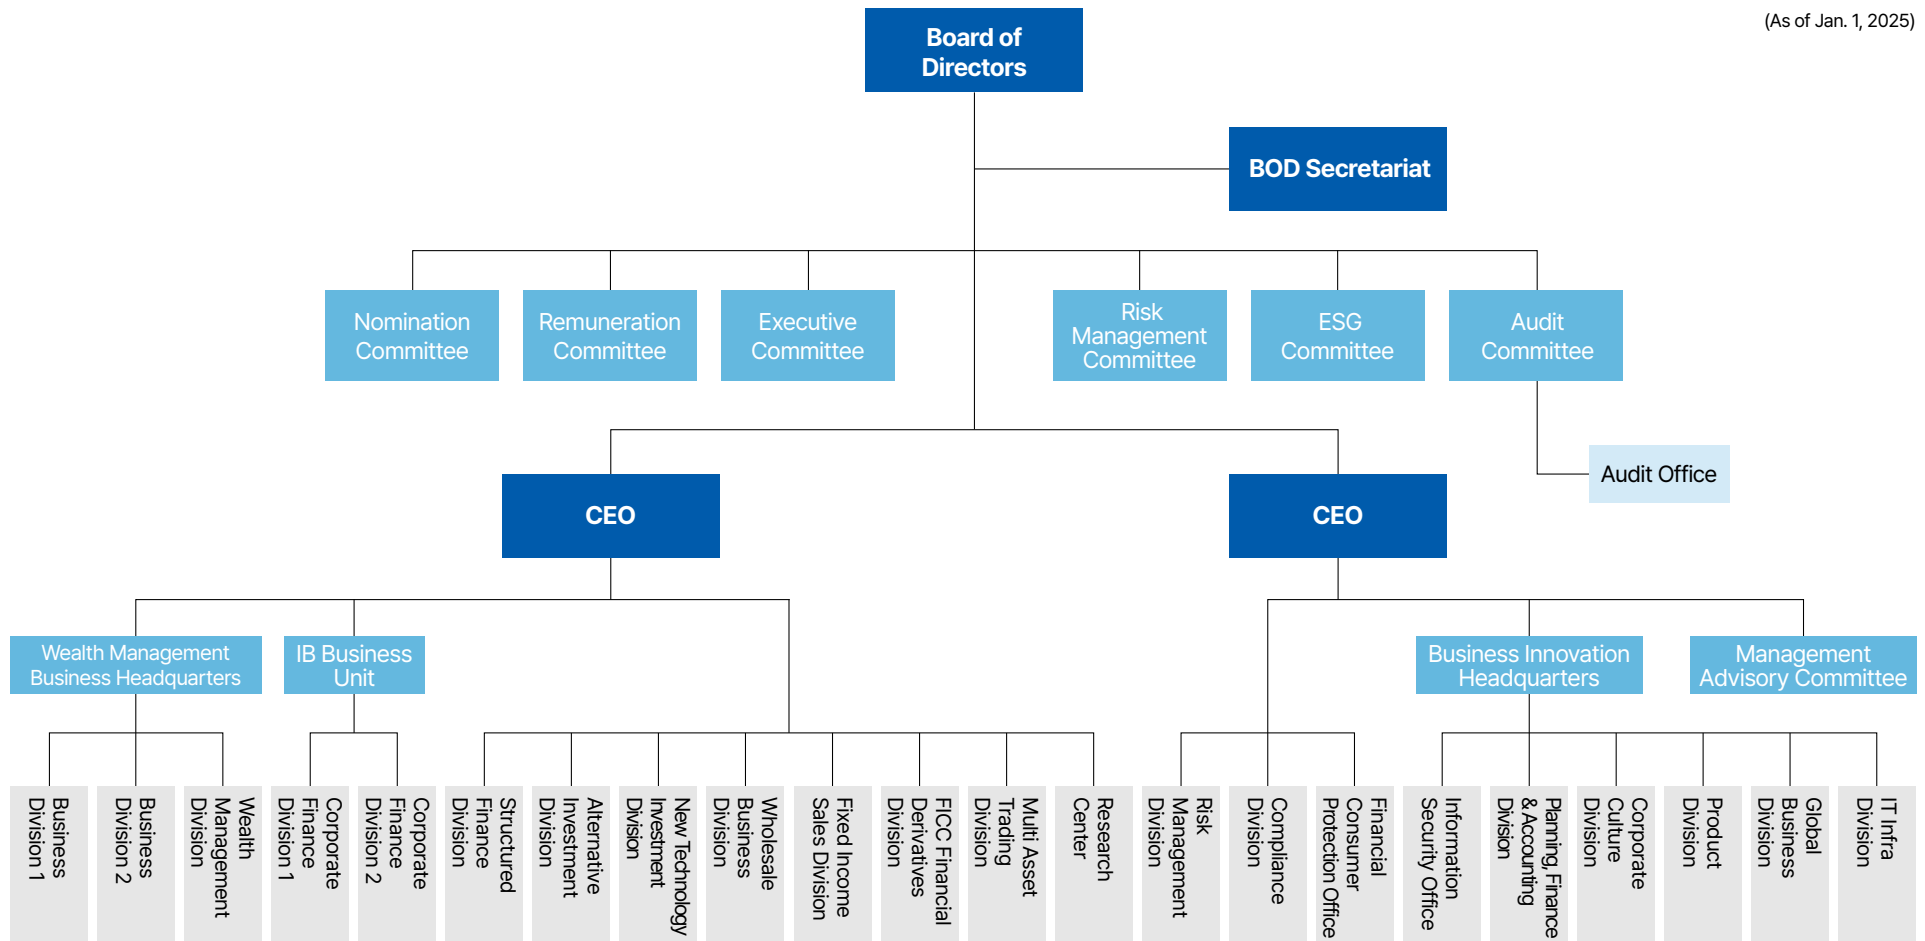 (As of Jan. 1, 2025)
Board of
Directors
BOD Secretariat
Nomination
Committee
Remuneration
Committee
Executive
Committee
Risk
Management
Committee
ESG
Committee
Audit
Committee
Audit Office
CEO
CEO
Wealth Management
Business Headquarters
IB Business
Unit
Business Innovation
Headquarters
Management
Advisory Committee
Business
Division 1
Business
Division 2
Wealth
Management
Division
Corporate
Finance
Division 1
Corporate
Finance
Division 2
Structured
Finance
Division
Alternative
Investment
Division
New Technology
Investment
Division
Wholesale
Business
Division
Fixed Income
Sales Division
FICC Financial
Derivatives
Division
Multi Asset
Trading
Division
Research
Center
Risk
Management
Division
Compliance
Division
Financial
Consumer
Protection Office
Information
Security Office
Planning, Finance
& Accounting
Division
Corporate
Culture
Division
Product
Division
Global
Business
Division
IT Infra
Division